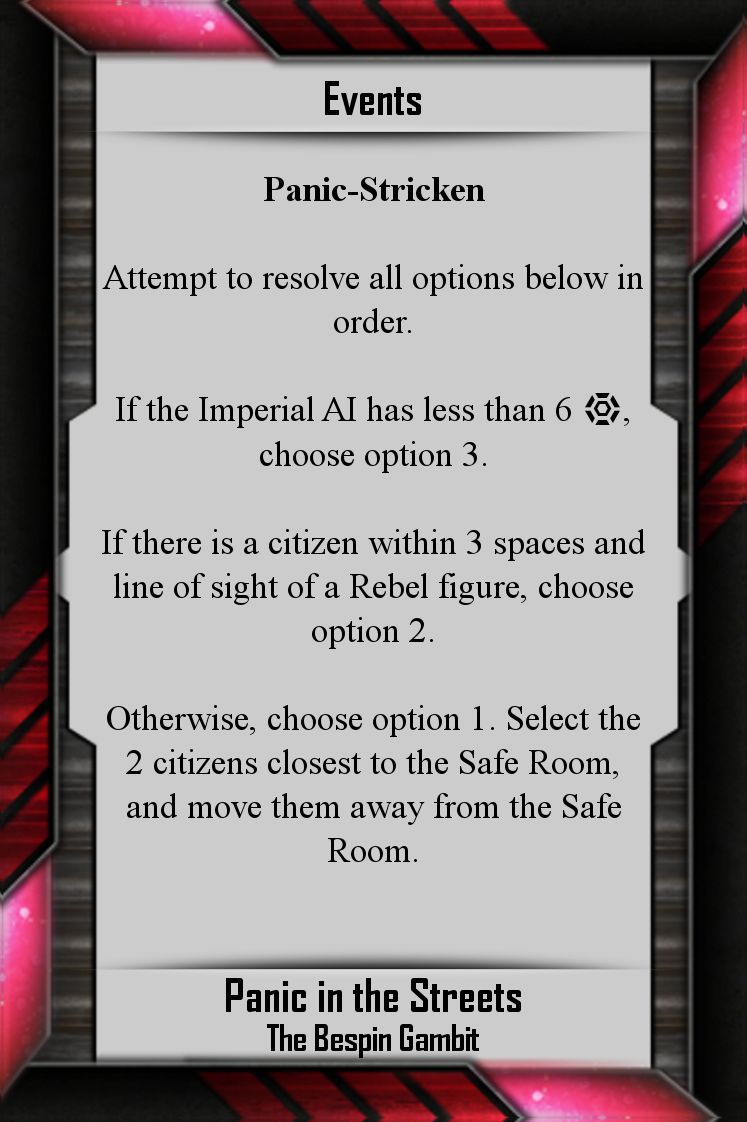 Events
Panic-Stricken
Attempt to resolve all options below in
order.
If the Imperial AI has less than 6 ,
choose option 3.
If there is a citizen within 3 spaces and
line of sight of a Rebel figure, choose
option 2.
Otherwise, choose option 1. Select the
2 citizens closest to the Safe Room,
and move them away from the Safe
Room.
Panic in the Streets
The Bespin Gambit